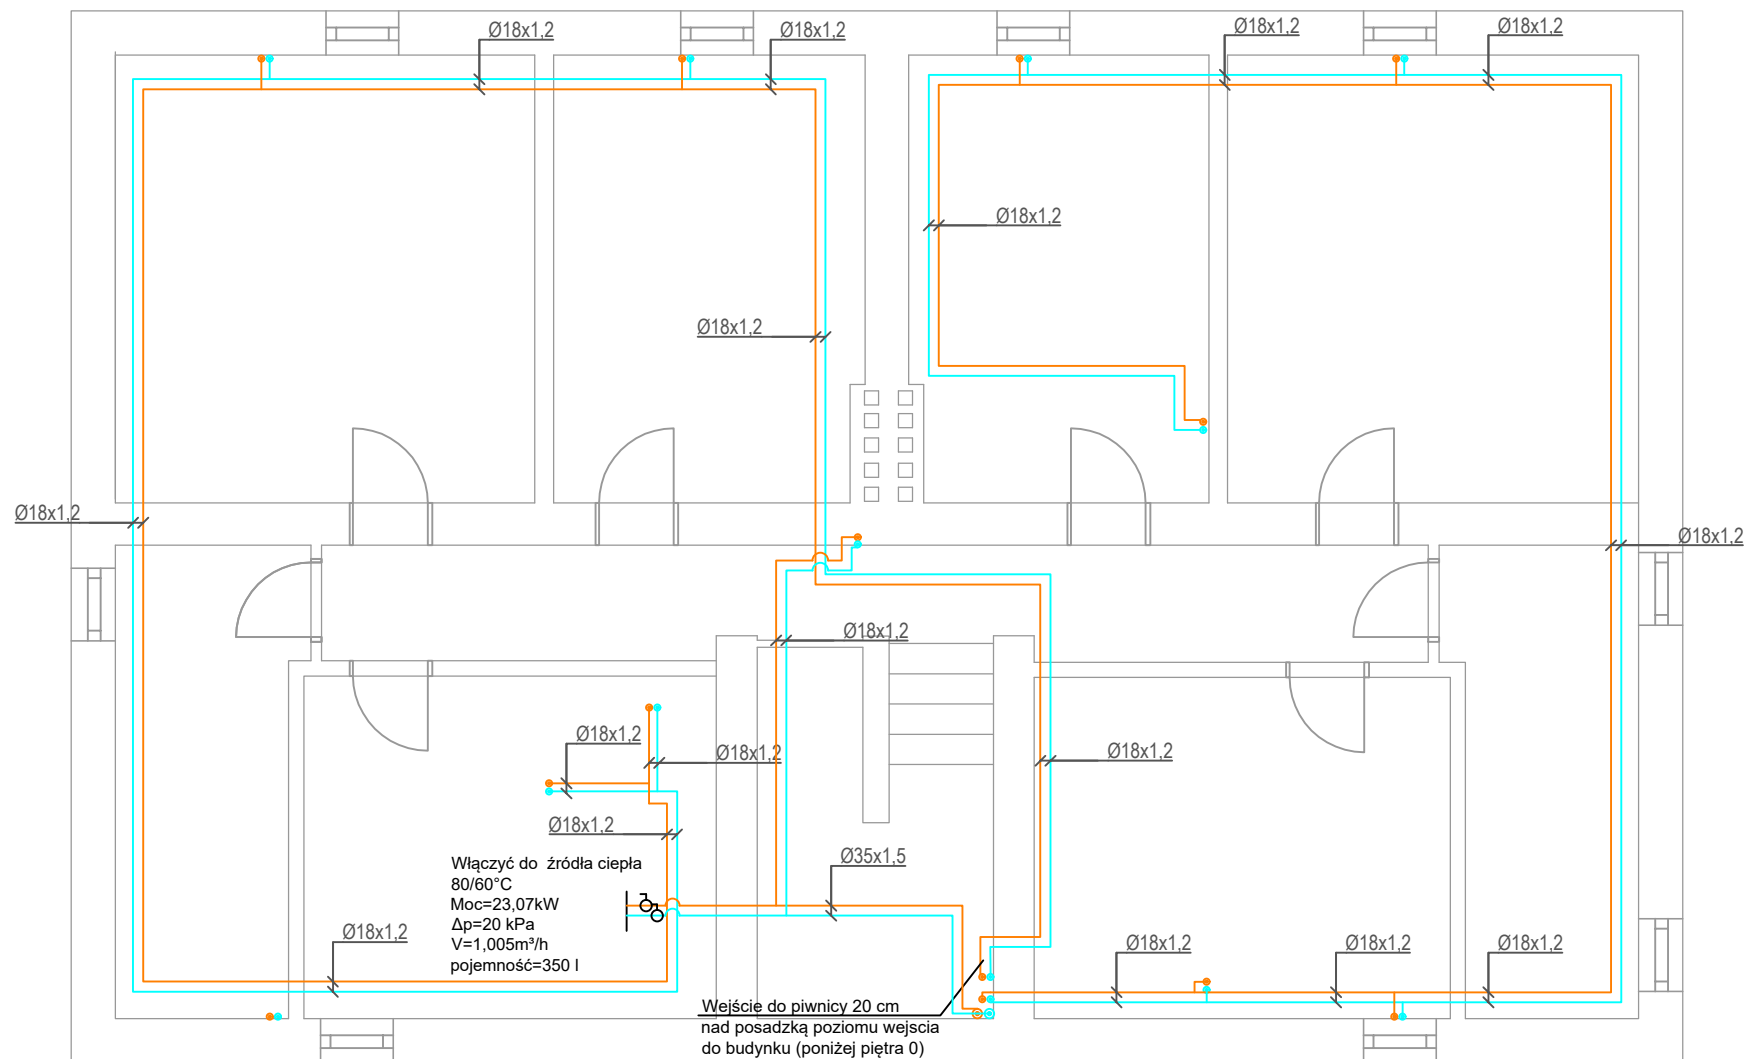 Ø18x1,2
Ø18x1,2
Ø18x1,2
Ø18x1,2
Ø18x1,2
Ø18x1,2
Ø18x1,2
Ø18x1,2
Ø18x1,2
Ø18x1,2
Ø18x1,2
Ø18x1,2
Ø18x1,2
Ø35x1,5
Włączyć do źródła ciepła
80/60°C
Moc=23,07kW
Δp=20 kPa
V=1,005m³/h
pojemność=350 l
Ø18x1,2
Ø18x1,2
Ø18x1,2
Ø18x1,2
Wejście do piwnicy 20 cm
nad posadzką poziomu wejscia
do budynku (poniżej piętra 0)